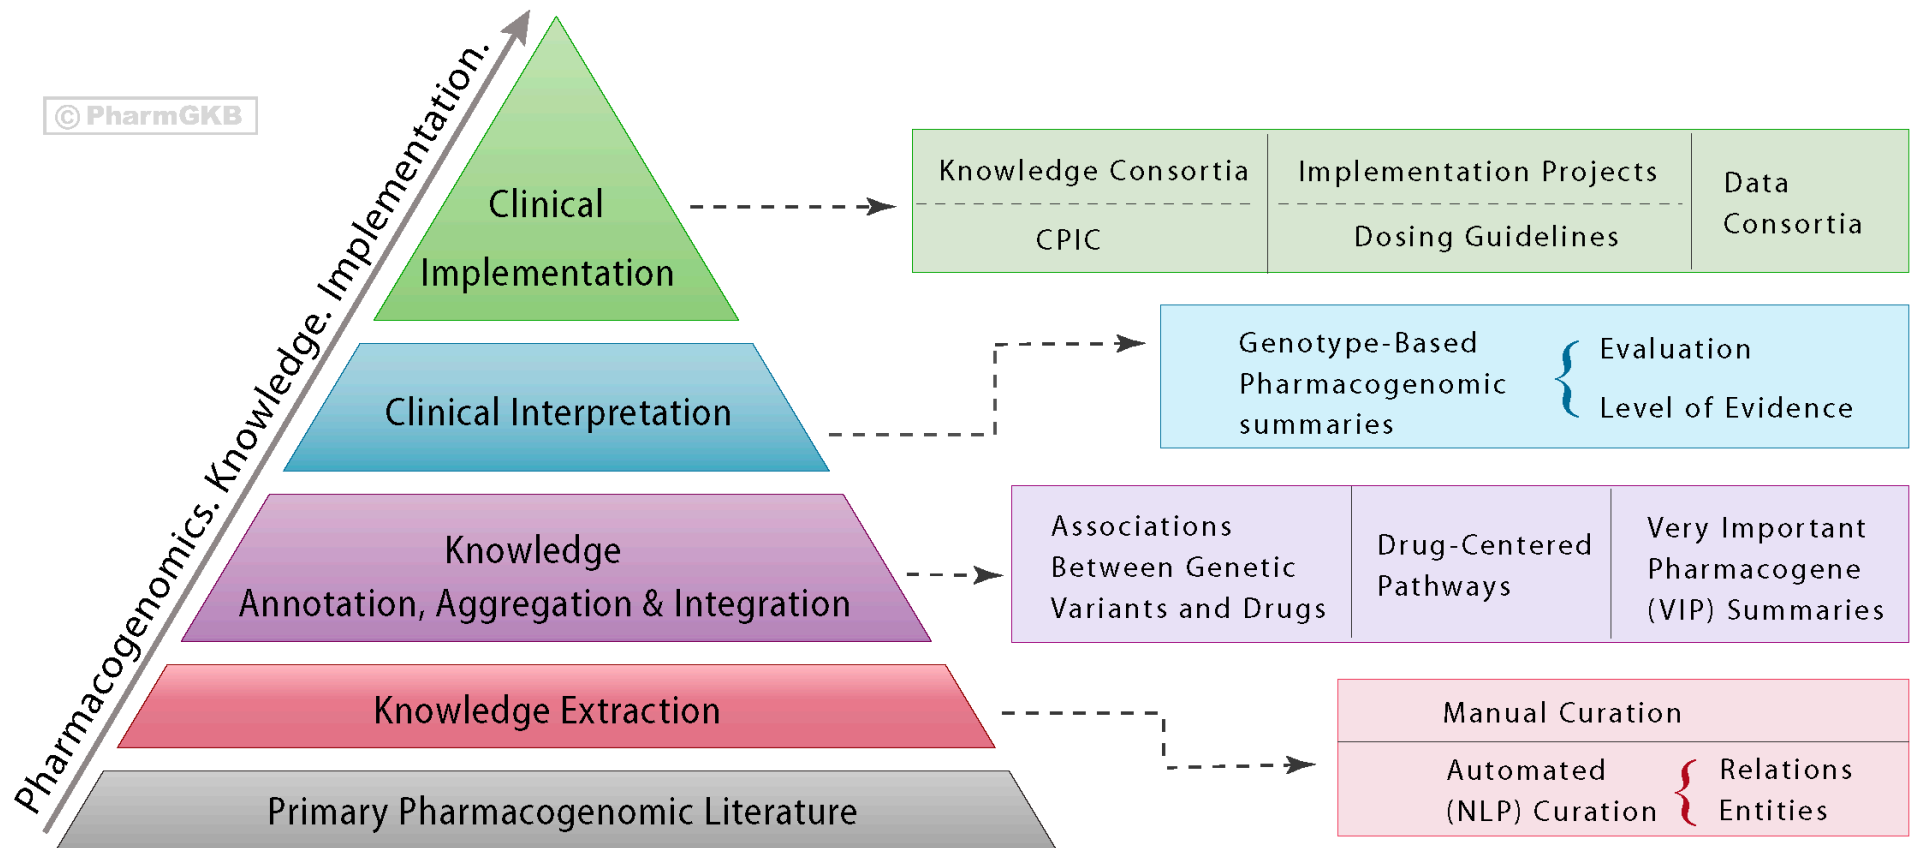 © PharmGKB
Pharmacogenomics. Knowledge. Implementation.
Clinical
Implementation
Knowledge Consortia
CPIC
Implementation Projects
Dosing Guidelines
Data
Consortia
Clinical Interpretation
Genotype-Based
Pharmacogenomic
summaries
Evaluation
Level of Evidence
Knowledge
Annotation, Aggregation & Integration
Associations
Between Genetic
Variants and Drugs
Drug-Centered
Pathways
Very Important
Pharmacogene
(VIP) Summaries
Knowledge Extraction
Manual Curation
Automated
(NLP) Curation
Relations
Entities
Primary Pharmacogenomic Literature